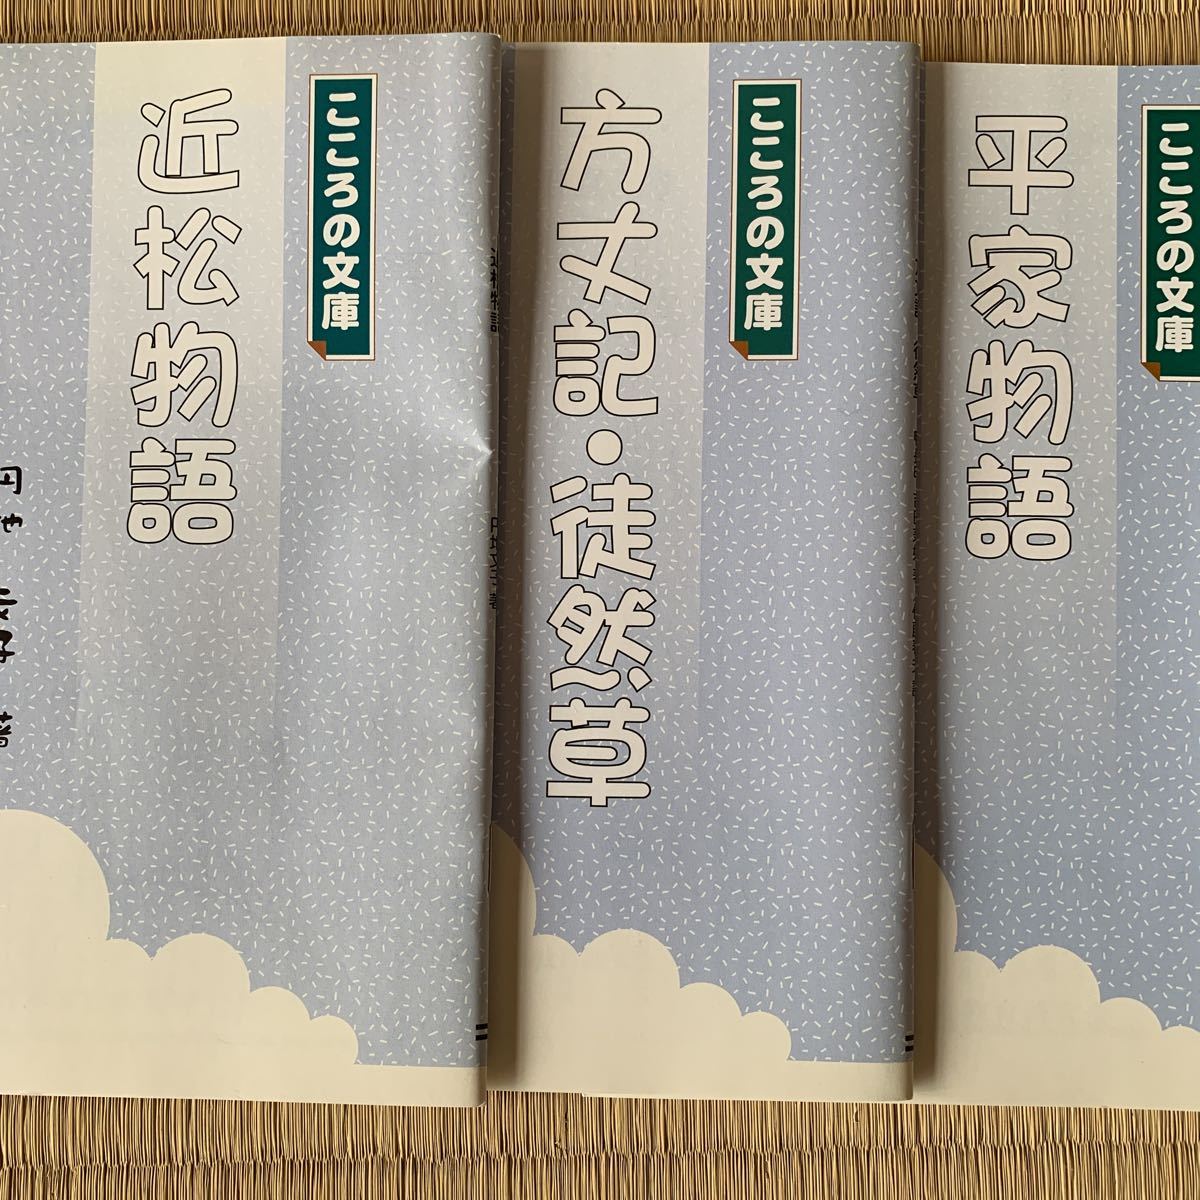 こころの文庫
平家物語
こころの文庫
方丈記・徒然草
こころの文庫
近松物語